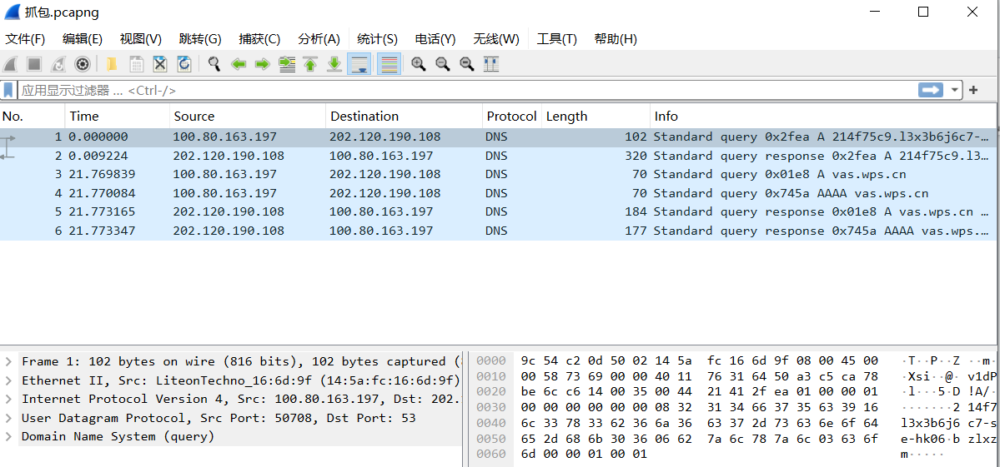 抓包.pcapng
文件(F) 编辑(E) 视图(V) 跳转(G) 捕获(C) 分析(A) 统计(S) 电话(Y) 无线(W) 工具(T) 帮助(H)
应用显示过滤器 … <Ctrl-/>
No. Time Source Destination Protocol Length Info
1 0.000000 100.80.163.197 202.120.190.108 DNS 102 Standard query 0x2fea A 214f75c9.l3x3b6j6c7-…
2 0.009224 202.120.190.108 100.80.163.197 DNS 320 Standard query response 0x2fea A 214f75c9.l3…
3 21.769839 100.80.163.197 202.120.190.108 DNS 70 Standard query 0x01e8 A vas.wps.cn
4 21.770084 100.80.163.197 202.120.190.108 DNS 70 Standard query 0x745a AAAA vas.wps.cn
5 21.773165 202.120.190.108 100.80.163.197 DNS 184 Standard query response 0x01e8 A vas.wps.cn …
6 21.773347 202.120.190.108 100.80.163.197 DNS 177 Standard query response 0x745a AAAA vas.wps.…
Frame 1: 102 bytes on wire (816 bits), 102 bytes captured (
Ethernet II, Src: LiteonTechno_16:6d:9f (14:5a:fc:16:6d:9f)
Internet Protocol Version 4, Src: 100.80.163.197, Dst: 202.
User Datagram Protocol, Src Port: 50708, Dst Port: 53
Domain Name System (query)
0000 9c 54 c2 0d 50 02 14 5a fc 16 6d 9f 08 00 45 00 ·T··P··Z ··m·
0010 00 58 73 69 00 00 40 11 76 31 64 50 a3 c5 ca 78 ·Xsi··@· v1dP
0020 be 6c c6 14 00 35 00 44 21 41 2f ea 01 00 00 01 ·l···5·D !A/·
0030 00 00 00 00 00 00 08 32 31 34 66 37 35 63 39 16 ·······2 14f7
0040 6c 33 78 33 62 36 6a 36 63 37 2d 73 63 6e 6f 64 l3x3b6j6 c7-s
0050 65 2d 68 6b 30 36 06 62 7a 6c 78 7a 6c 03 63 6f e-hk06·b zlxz
0060 6d 00 00 01 00 01 m·····